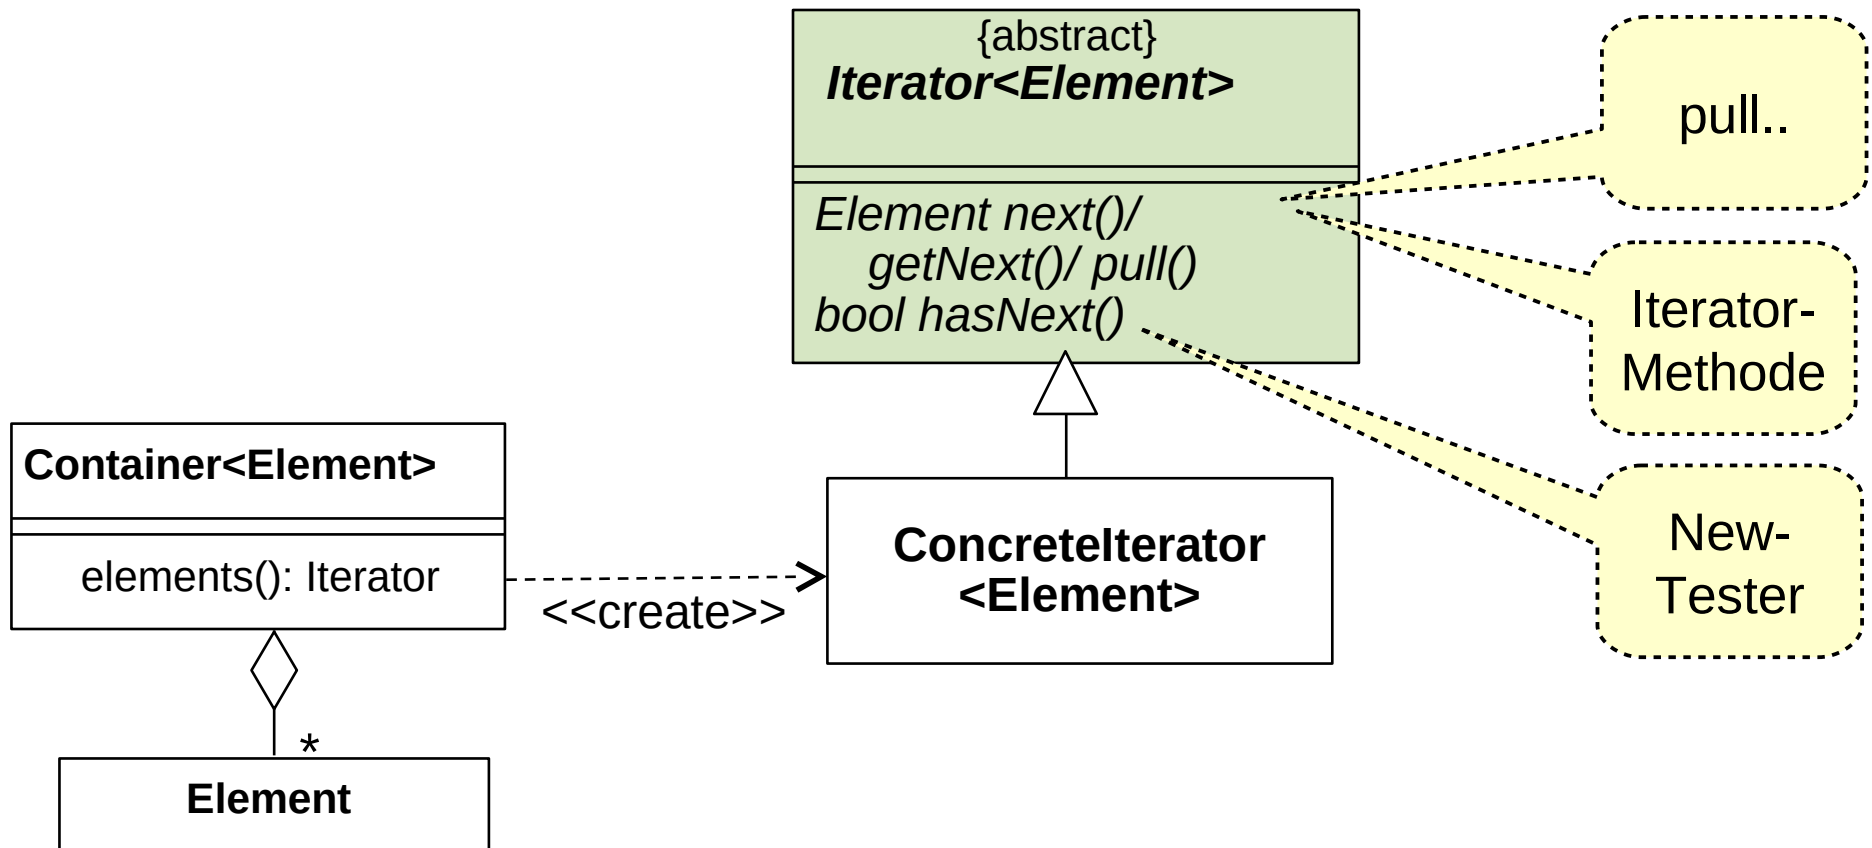 {abstract}
Iterator<Element>
Element next()/
getNext()/ pull()
bool hasNext()
pull..
Iterator-
Methode
New-
Tester
Container<Element>
elements(): Iterator
<<create>>
ConcreteIterator
<Element>
*
Element